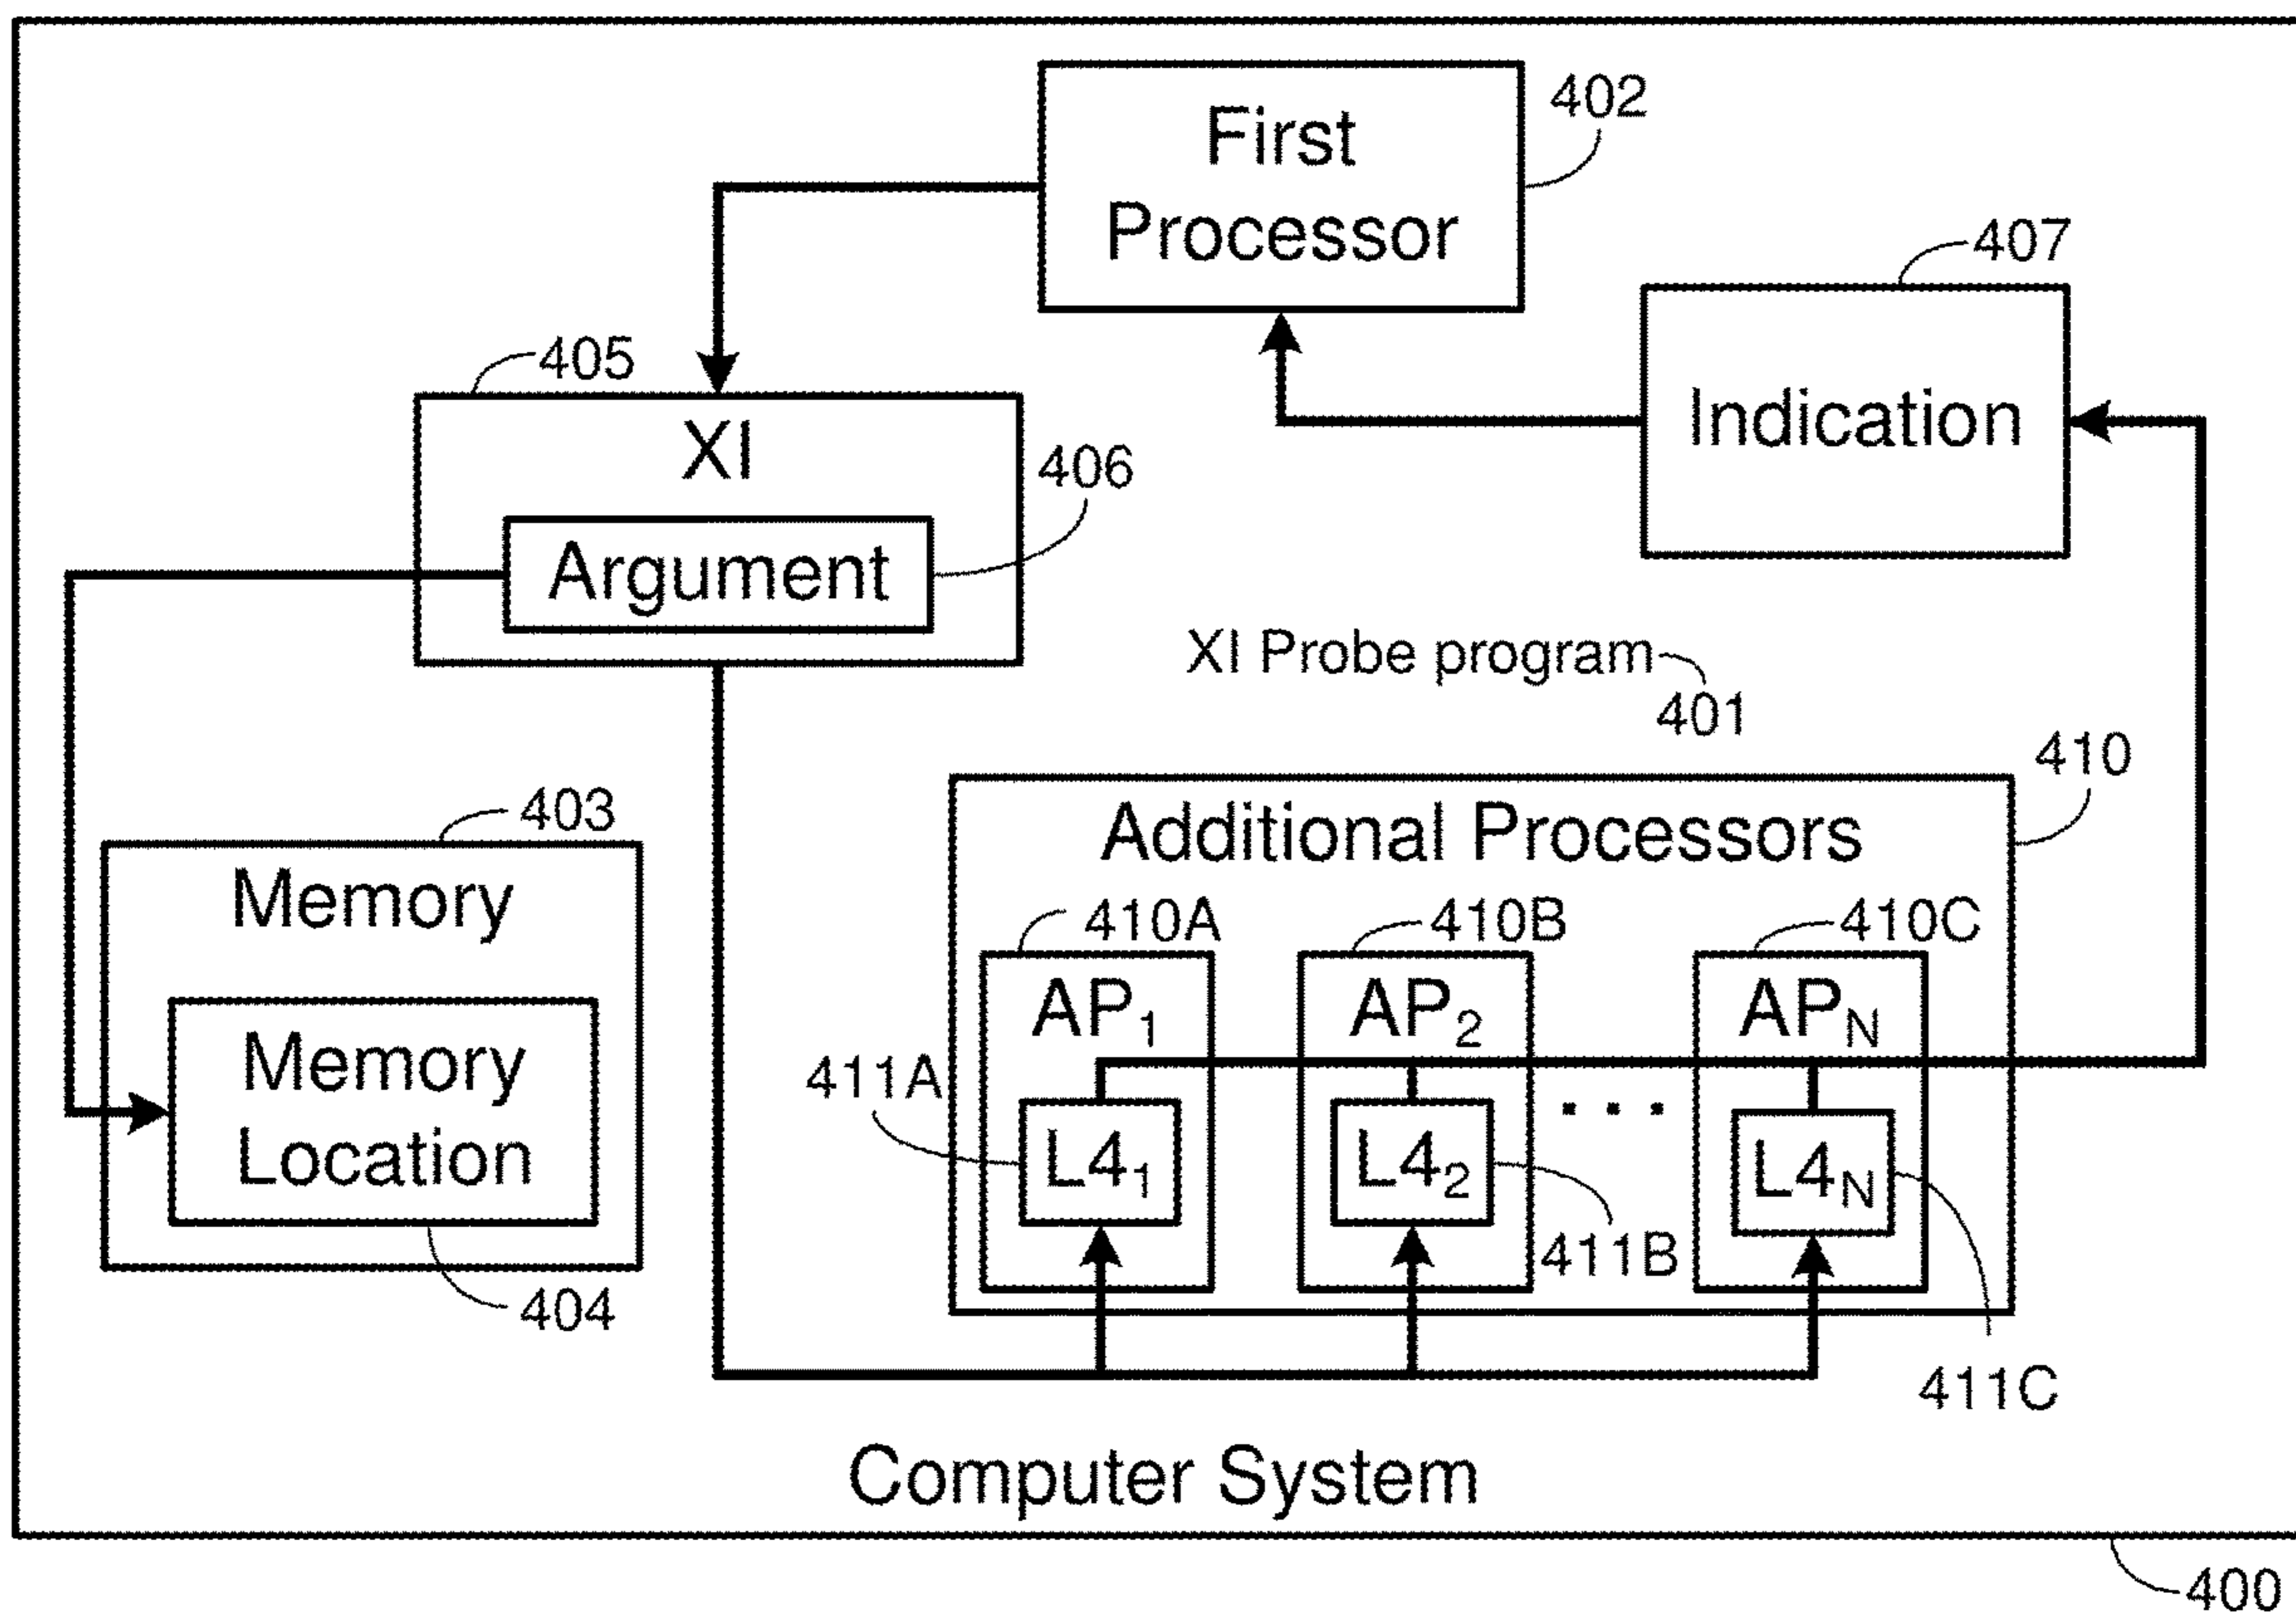 First
Processor
402
407
Indication
405
XI
406
Argument
XI Probe program
401
410
403
Memory
Memory
Location
404
Additional Processors
410A
410B
410C
AP1
AP2
APN
411A
L41
L42
. . .
L4N
411B
411C
Computer System
400